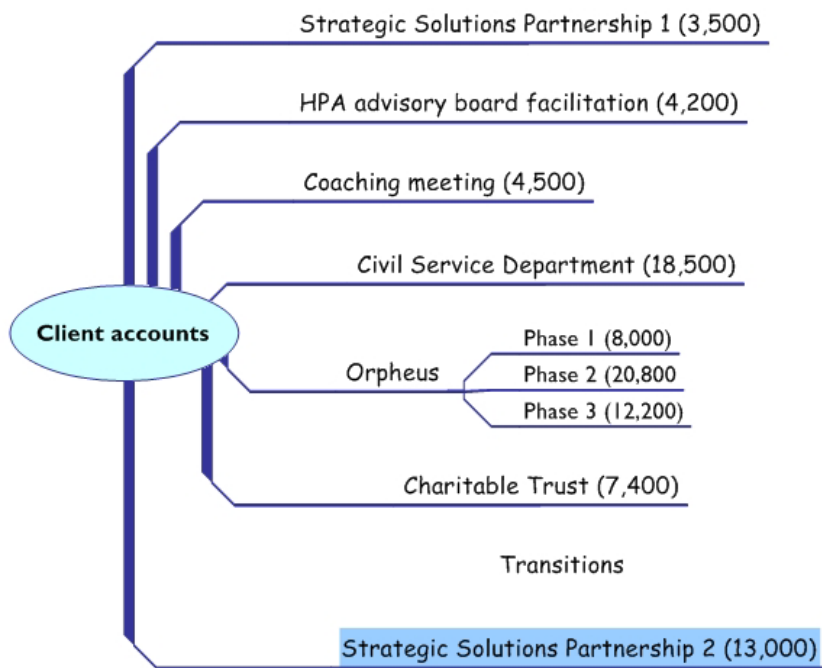 Strategic Solutions Partnership 1 (3,500)
HPA advisory board facilitation (4,200)
Coaching meeting (4,500)
Civil Service Department (18,500)
Client accounts
Phase 1 (8,000)
Orpheus
Phase 2 (20,800
Phase 3 (12,200)
Charitable Trust (7,400)
Transitions
Strategic Solutions Partnership 2 (13,000)